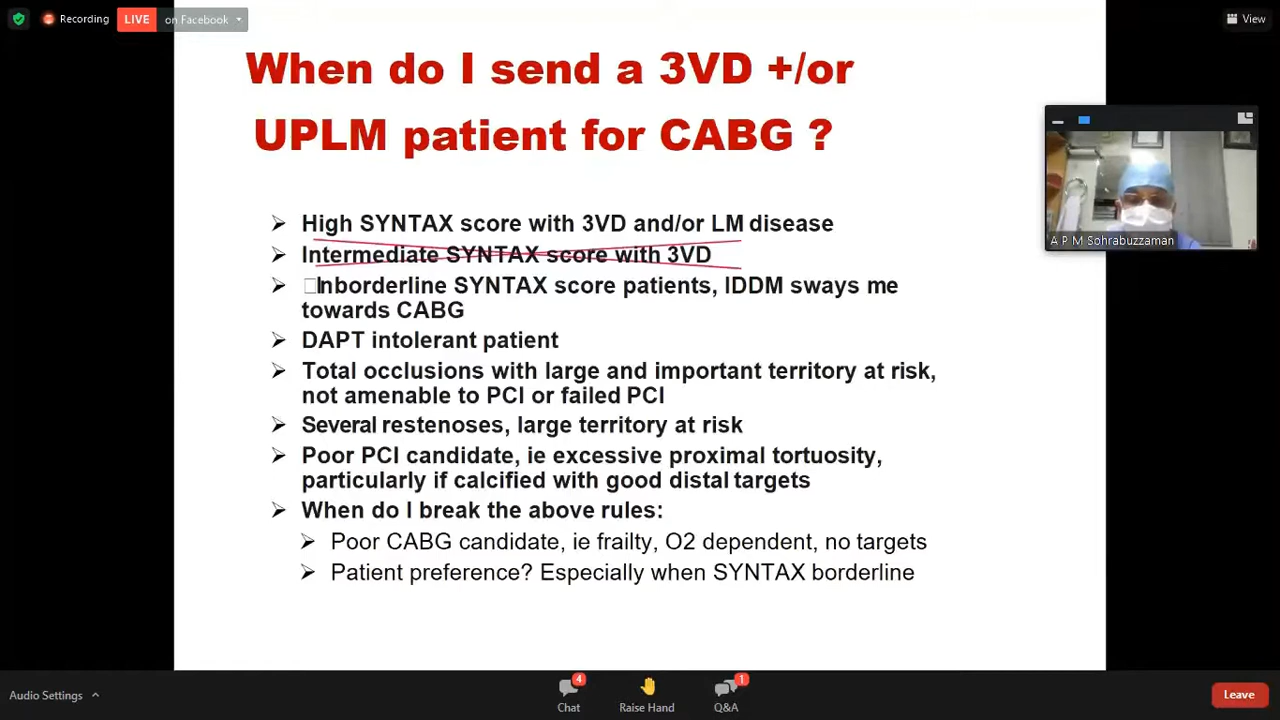 Recording
LIVE
on Facebook
View
When do I send a 3VD +/or
UPLM patient for CABG ?
High SYNTAX score with 3VD and/or LM disease
Intermediate SYNTAX score with 3VD
Inborderline SYNTAX score patients, IDDM sways me
towards CABG
DAPT intolerant patient
Total occlusions with large and important territory at risk,
not amenable to PCI or failed PCI
Several restenoses, large territory at risk
Poor PCI candidate, ie excessive proximal tortuosity,
particularly if calcified with good distal targets
When do I break the above rules:
Poor CABG candidate, ie frailty, O2 dependent, no targets
Patient preference? Especially when SYNTAX borderline
A P M Sohrabuzzaman
Audio Settings
4
Chat
Raise Hand
1
Q&A
Leave